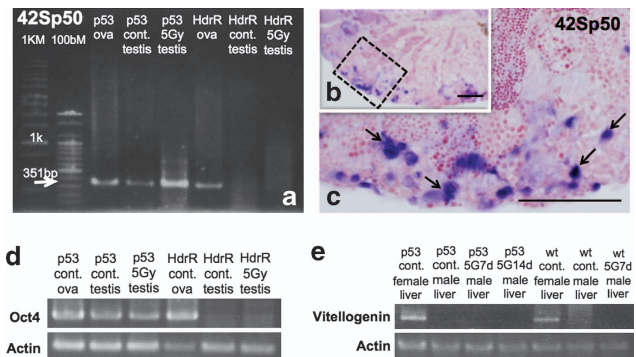 42Sp50
1KM
100bM
p53 ova
p53 cont. testis
p53 5Gy testis
HdrR ova
HdrR cont. testis
HdrR 5Gy testis
1k
351bp
a
42Sp50
b
c
d
p53 cont. ova
p53 cont. testis
p53 5Gy testis
HdrR cont. ova
HdrR cont. testis
HdrR 5Gy testis
Oct4
Actin
e
p53 cont. female liver
p53 cont. male liver
p53 5G7d male liver
p53 5G14d male liver
wt cont. female liver
wt cont. male liver
wt 5G7d male liver
Vitellogenin
Actin